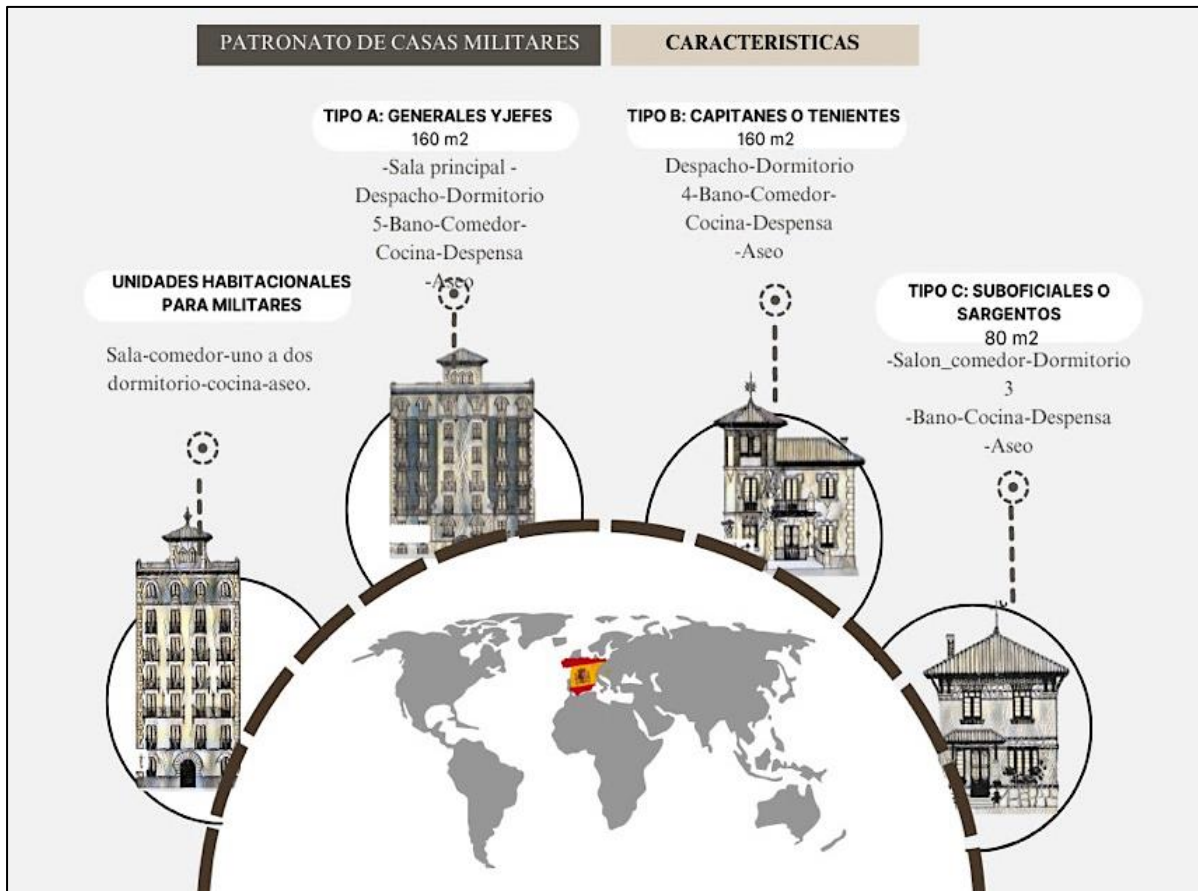 PATRONATO DE CASAS MILITARES
CARACTERISTICAS
UNIDADES HABITACIONALES
PARA MILITARES
Sala-comedor-uno a dos
dormitorio-cocina-aseo.
TIPO A: GENERALES YJEFES
160 m2
-Sala principal -
Despacho-Dormitorio
5-Bano-Comedor-
Cocina-Despensa
-Aseo
TIPO B: CAPITANES O TENIENTES
160 m2
Despacho-Dormitorio
4-Bano-Comedor-
Cocina-Despensa
-Aseo
TIPO C: SUBOFICIALES O
SARGENTOS
80 m2
-Salon_comedor-Dormitorio
3
-Bano-Cocina-Despensa
-Aseo